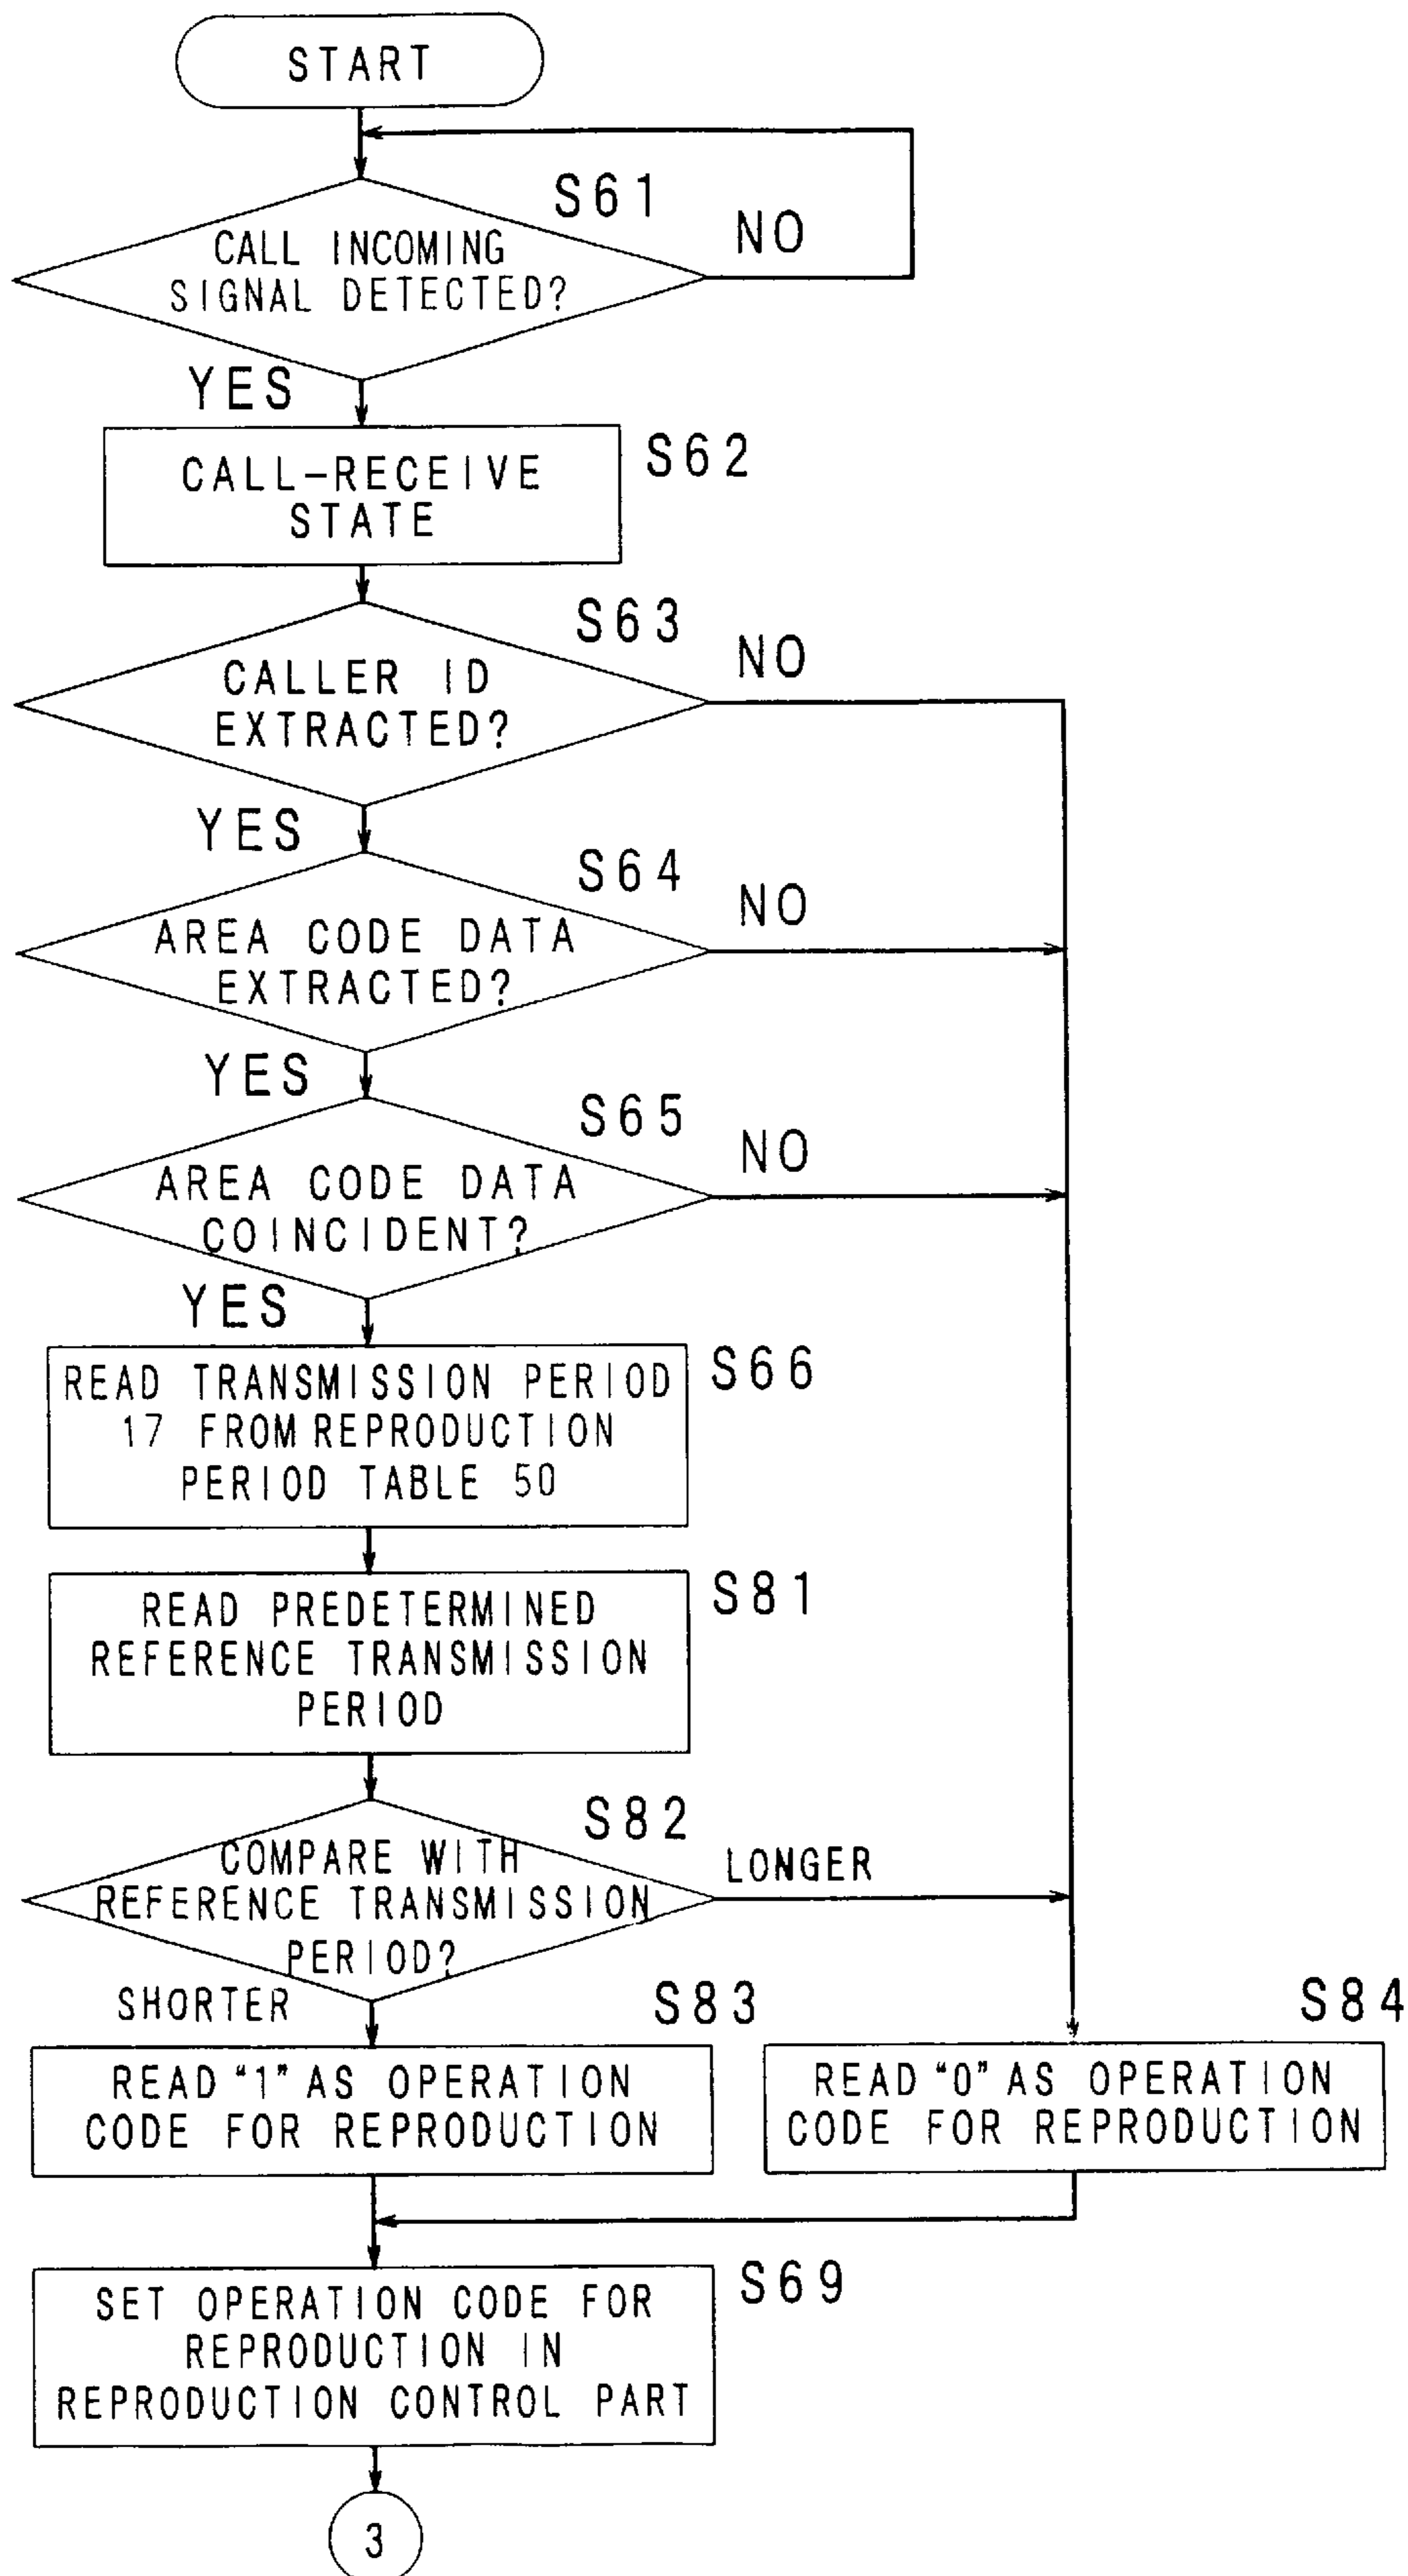 START
S61
CALL INCOMING
SIGNAL DETECTED?
NO
YES
CALL-RECEIVE
STATE
S62
S63
CALLER ID
EXTRACTED?
NO
YES
S64
AREA CODE DATA
EXTRACTED?
NO
YES
S65
AREA CODE DATA
COINCIDENT?
NO
YES
READ TRANSMISSION PERIOD
17 FROM REPRODUCTION
PERIOD TABLE 50
S66
READ PREDETERMINED
REFERENCE TRANSMISSION
PERIOD
S81
S82
COMPARE WITH
REFERENCE TRANSMISSION
PERIOD?
LONGER
SHORTER
S83
READ “1” AS OPERATION
CODE FOR REPRODUCTION
S84
READ “0” AS OPERATION
CODE FOR REPRODUCTION
SET OPERATION CODE FOR
REPRODUCTION IN
REPRODUCTION CONTROL PART
S69
3